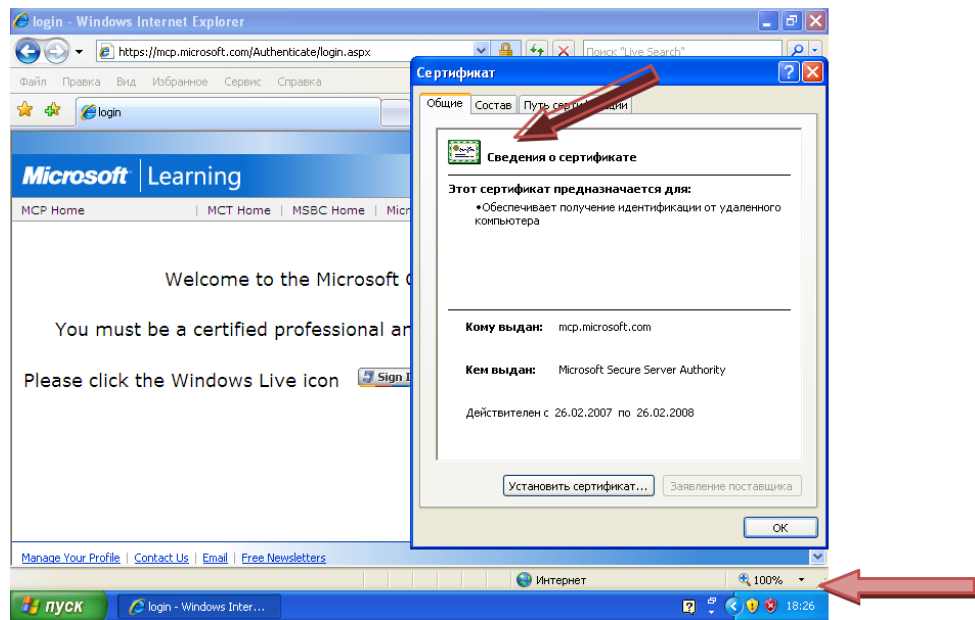 login - Windows Internet Explorer
https://mcp.microsoft.com/Authenticate/login.aspx
Поиск "Live Search"
Файл Правка Вид Избранное Сервис Справка
login
Microsoft Learning
MCP Home | MCT Home | MSBC Home | Micr
Welcome to the Microsoft
You must be a certified professional an
Please click the Windows Live icon Sign I
Manage Your Profile | Contact Us | Email | Free Newsletters
Сертификат
Общие Состав Путь сертификации
Сведения о сертификате
Этот сертификат предназначается для:
•Обеспечивает получение идентификации от удаленного
компьютера
Кому выдан: mcp.microsoft.com
Кем выдан: Microsoft Secure Server Authority
Действителен с 26.02.2007 по 26.02.2008
Установить сертификат... Заявление поставщика
OK
Интернет 100%
пуск login - Windows Inter... 18:26